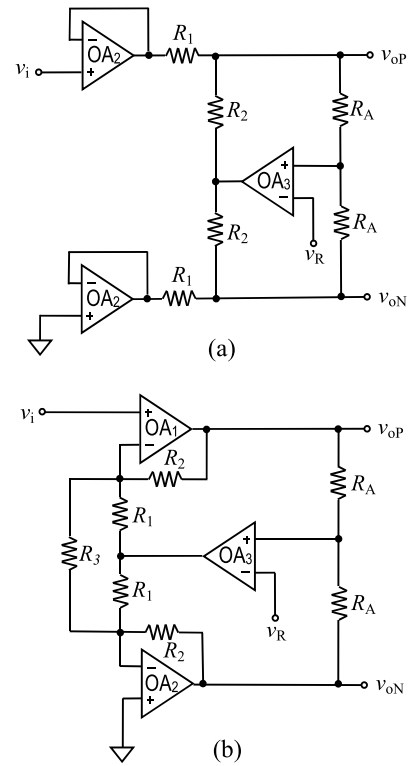 R1
−
OA2
+
vi
voP
R2
RA
+
OA3
−
R2
RA
vR
R1
−
OA2
+
voN
(a)
vi
+
OA1
−
voP
R2
RA
R1
R3
+
OA3
−
R1
RA
vR
R2
−
OA2
+
voN
(b)